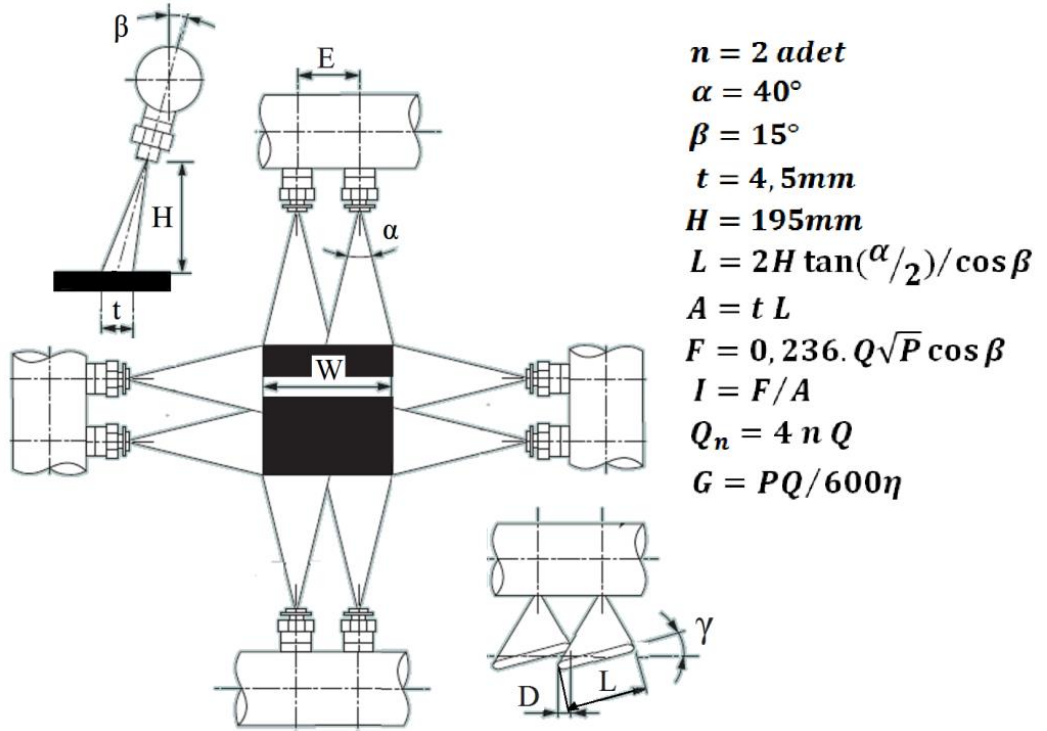 β
E
H
α
t
W
D
L
γ
n = 2 adet
α = 40°
β = 15°
t = 4,5mm
H = 195mm
L = 2H tan(α/2)/cos β
A = t L
F = 0,236. Q√P cos β
I = F/A
Qₙ = 4 n Q
G = PQ/600η